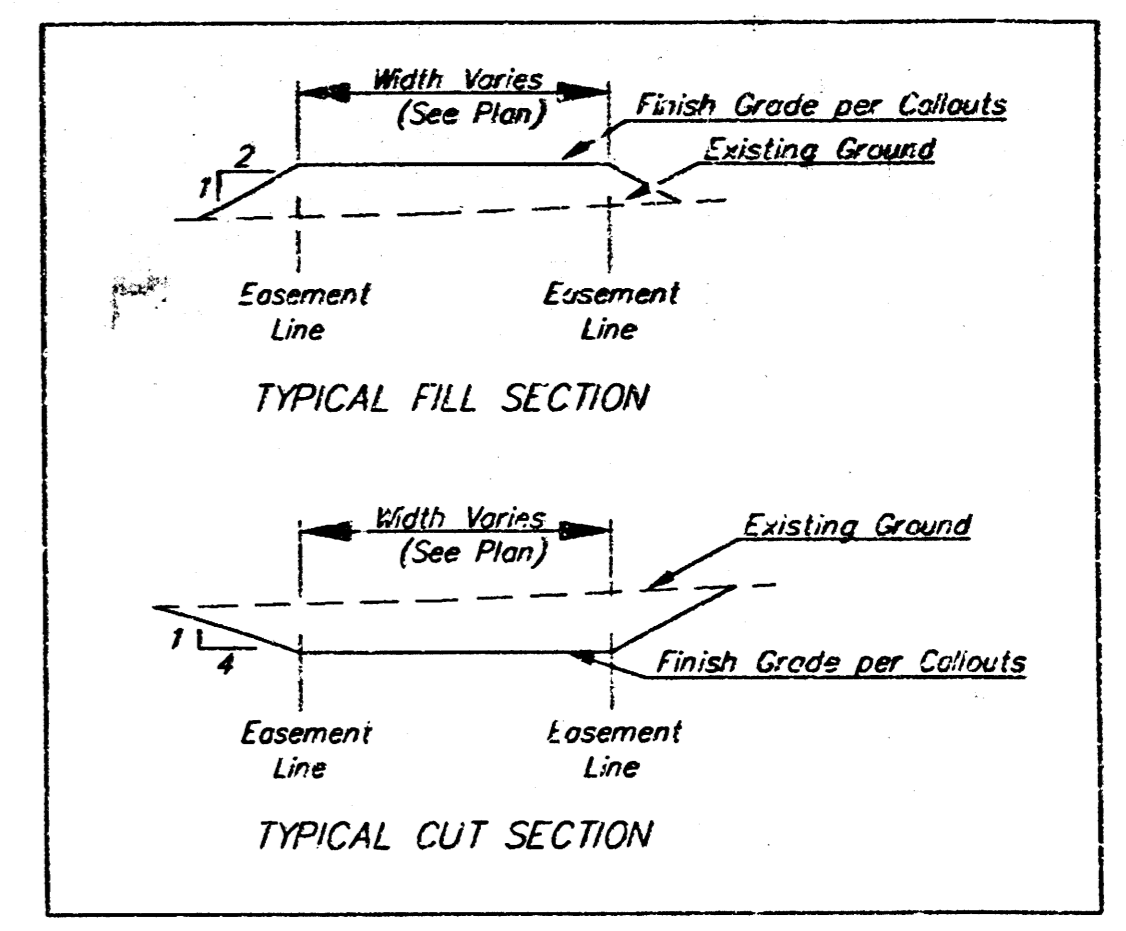 Width Varies
(See Plan)
Finish Grade per Callouts
Existing Ground
2
1
Easement
Line
Easement
Line
TYPICAL FILL SECTION
Width Varies
(See Plan)
Existing Ground
1
4
Finish Grade per Callouts
Easement
Line
Easement
Line
TYPICAL CUT SECTION